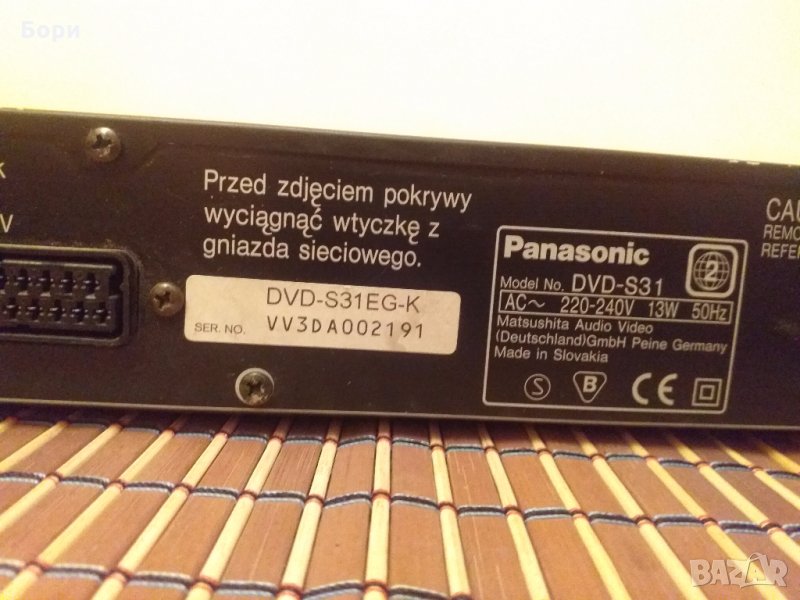 Бори
Przed zdjęciem pokrywy
wyciągnąć wtyczkę z
gniazda sieciowego.
DVD-S31EG-K
SER. NO. VV3DA002191
Panasonic
2
Model No. DVD-S31
AC~ 220-240V 13W 50Hz
Matsushita Audio Video
(Deutschland)GmbH Peine Germany
Made in Slovakia
S B CE
V
BAZAR